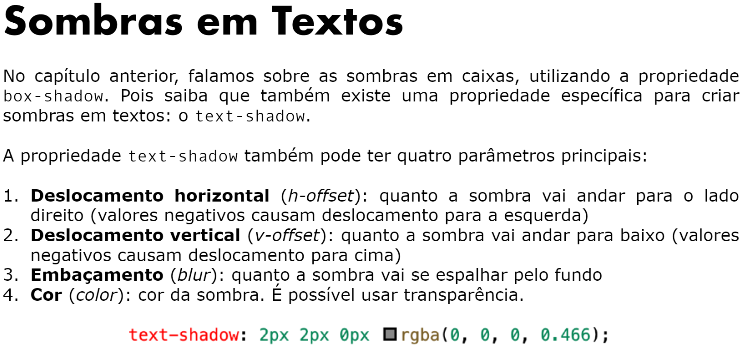 Sombras em Textos
No capítulo anterior, falamos sobre as sombras em caixas, utilizando a propriedade
box-shadow. Pois saiba que também existe uma propriedade específica para criar
sombras em textos: o text-shadow.
A propriedade text-shadow também pode ter quatro parâmetros principais:
1. Deslocamento horizontal (h-offset): quanto a sombra vai andar para o lado
direito (valores negativos causam deslocamento para a esquerda)
2. Deslocamento vertical (v-offset): quanto a sombra vai andar para baixo (valores
negativos causam deslocamento para cima)
3. Embaçamento (blur): quanto a sombra vai se espalhar pelo fundo
4. Cor (color): cor da sombra. É possível usar transparência.
text-shadow: 2px 2px 0px rgba(0, 0, 0, 0.466);